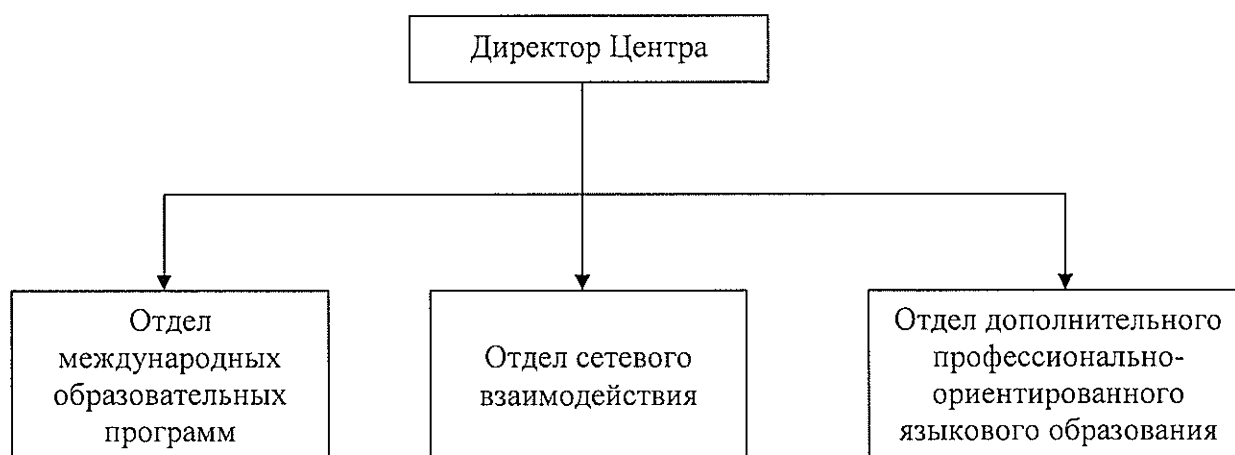 Директор Центра
Отдел
международных
образовательных
программ
Отдел сетевого
взаимодействия
Отдел дополнительного
профессионально-
ориентированного
языкового образования